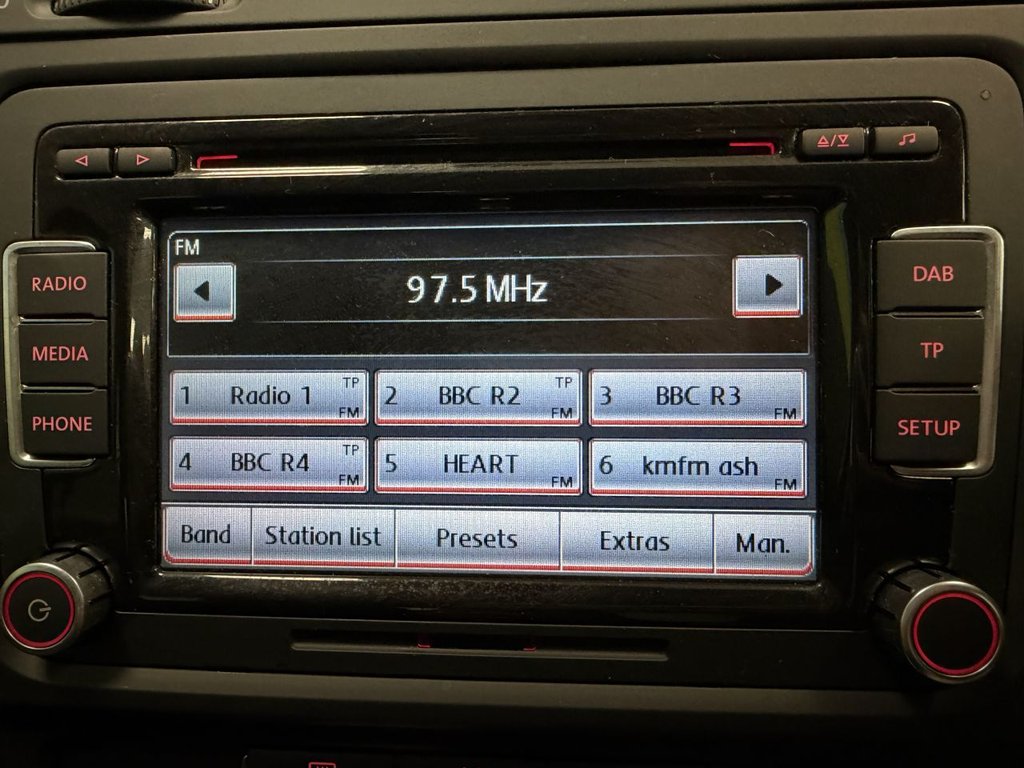 RADIO
MEDIA
PHONE
FM
97.5 MHz
1 Radio 1 TP FM
2 BBC R2 TP FM
3 BBC R3 FM
4 BBC R4 TP FM
5 HEART FM
6 kmfm ash FM
Band Station list Presets Extras Man.
DAB
TP
SETUP